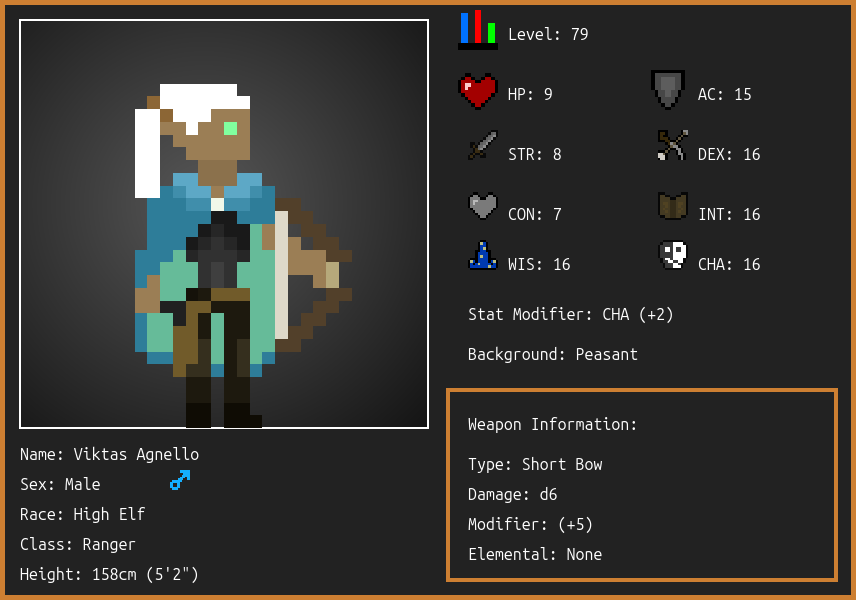 Level: 79
HP: 9
AC: 15
STR: 8
DEX: 16
CON: 7
INT: 16
WIS: 16
CHA: 16
Stat Modifier: CHA (+2)
Background: Peasant
Weapon Information:
Type: Short Bow
Damage: d6
Modifier: (+5)
Elemental: None
Name: Viktas Agnello
Sex: Male
Race: High Elf
Class: Ranger
Height: 158cm (5'2")